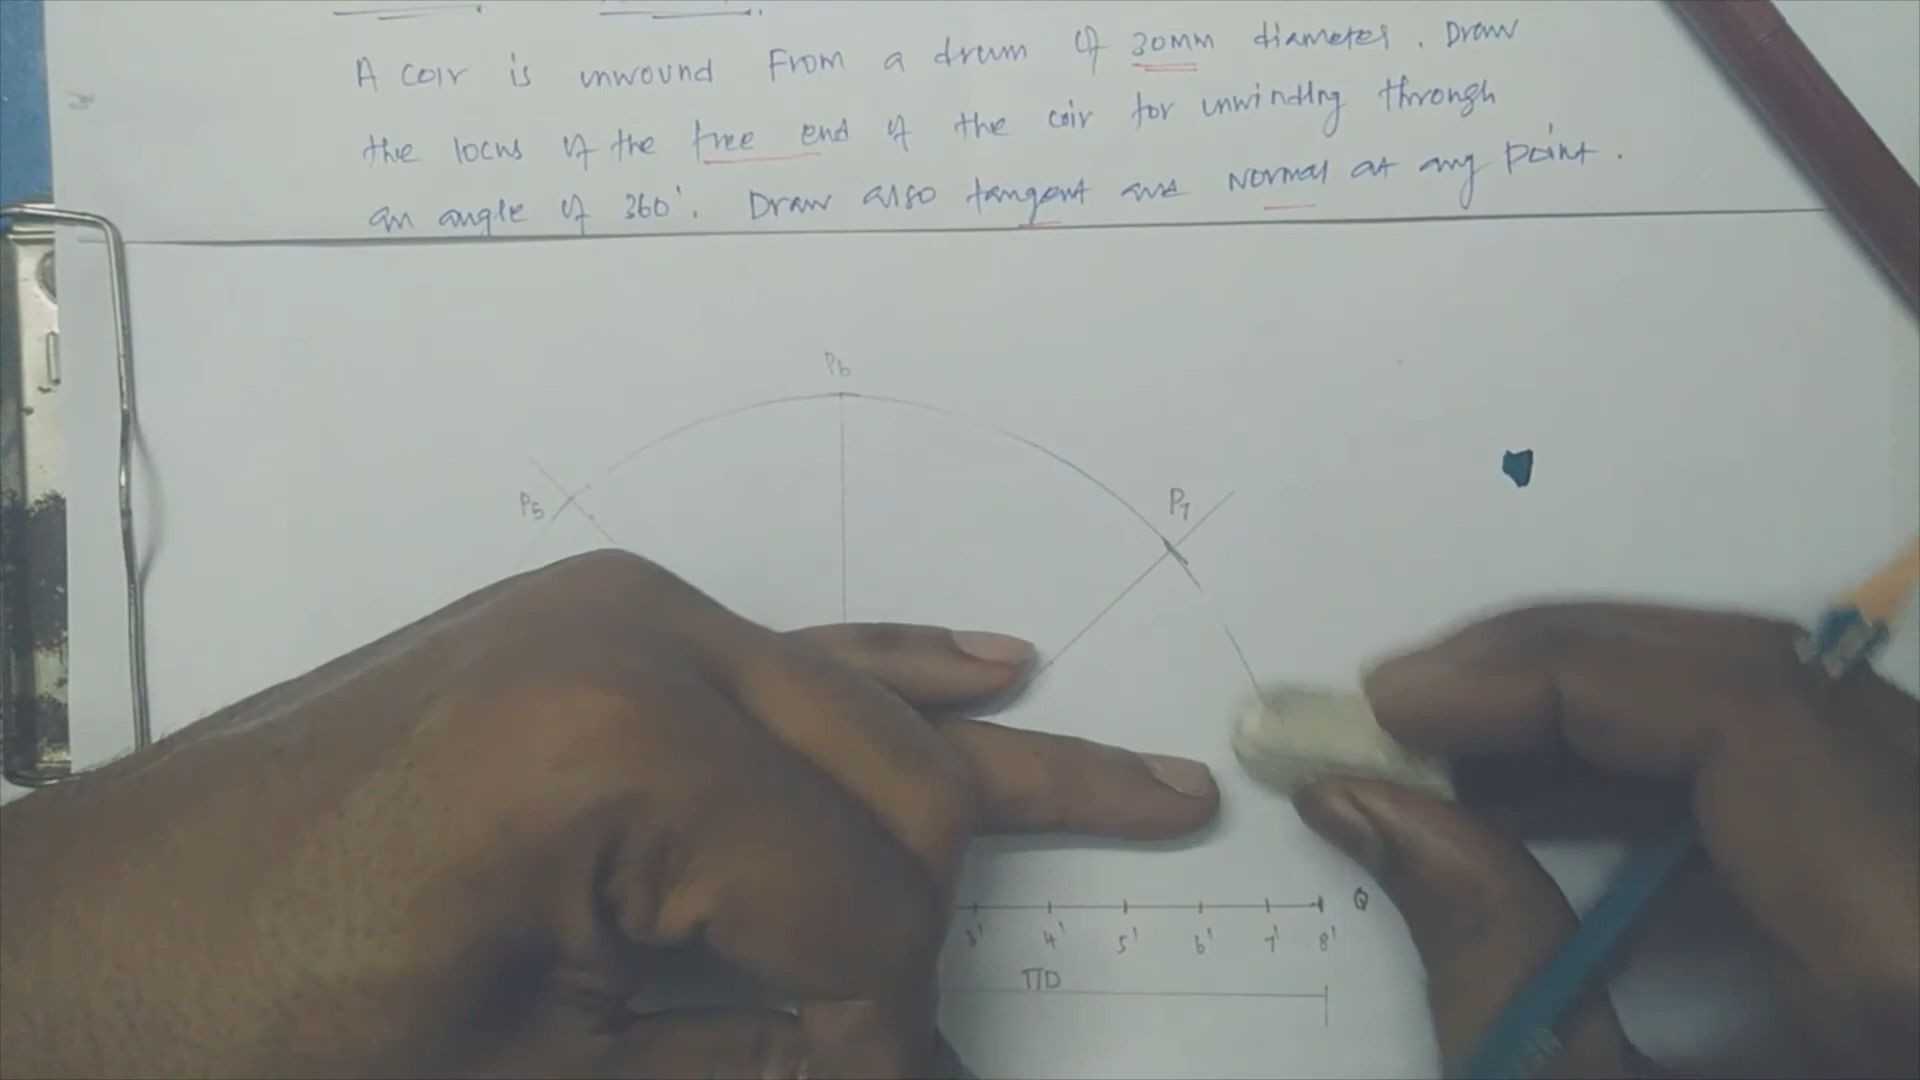 A coir is unwound From a drum of 30mm diameter. Draw
the locus of the free end of the coir for unwinding through
an angle of 360°. Draw also tangent and Normal at any point.
P6
P5
P7
Q
3' 4' 5' 6' 7' 8'
ΠD